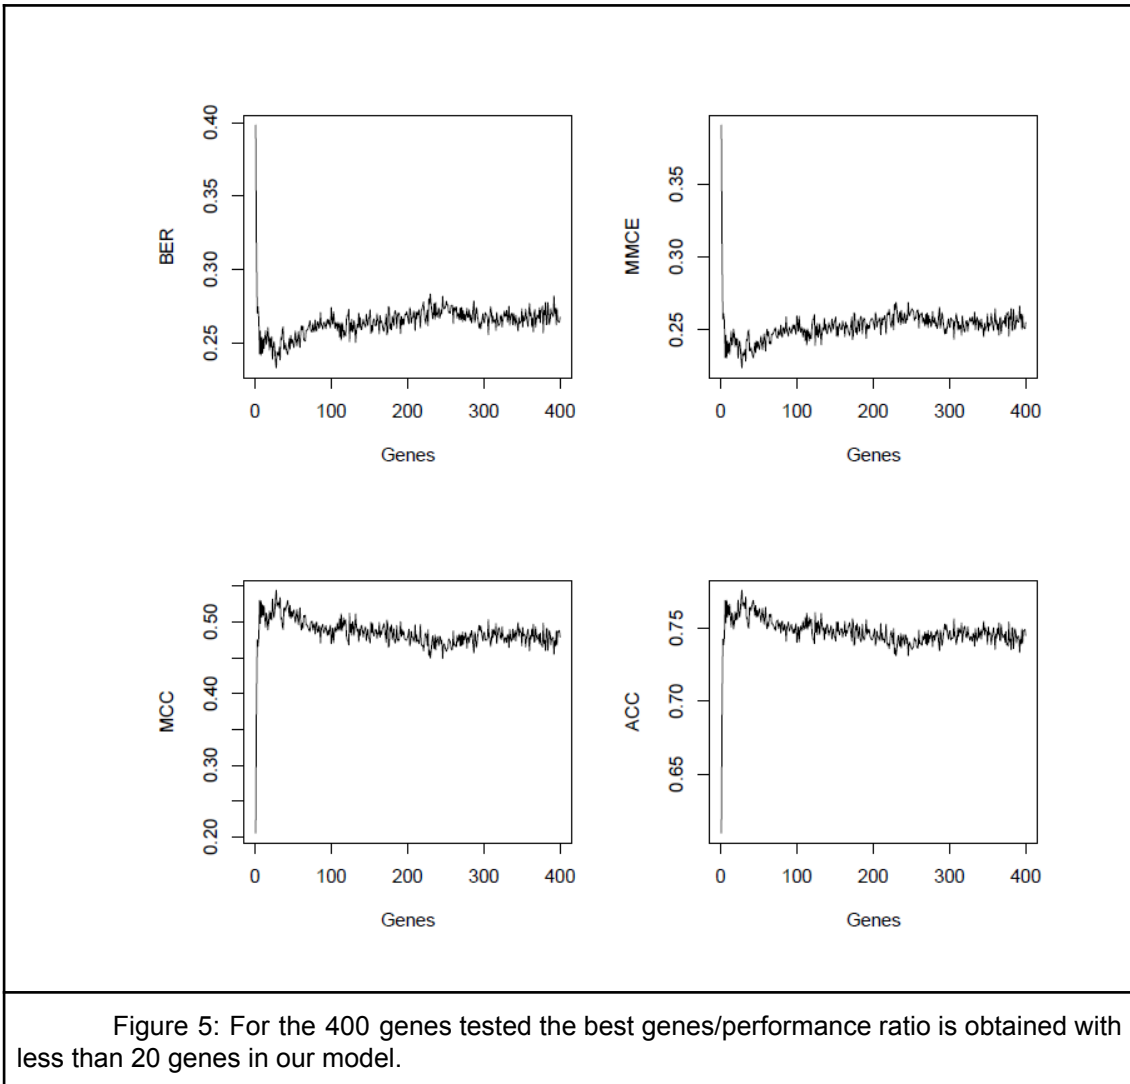 0.40
0.35
0.30
0.25
BER
0 100 200 300 400
Genes
0.35
0.30
0.25
MMCE
0 100 200 300 400
Genes
0.50
0.40
0.30
0.20
MCC
0 100 200 300 400
Genes
0.75
0.70
0.65
ACC
0 100 200 300 400
Genes
Figure 5: For the 400 genes tested the best genes/performance ratio is obtained with
less than 20 genes in our model.